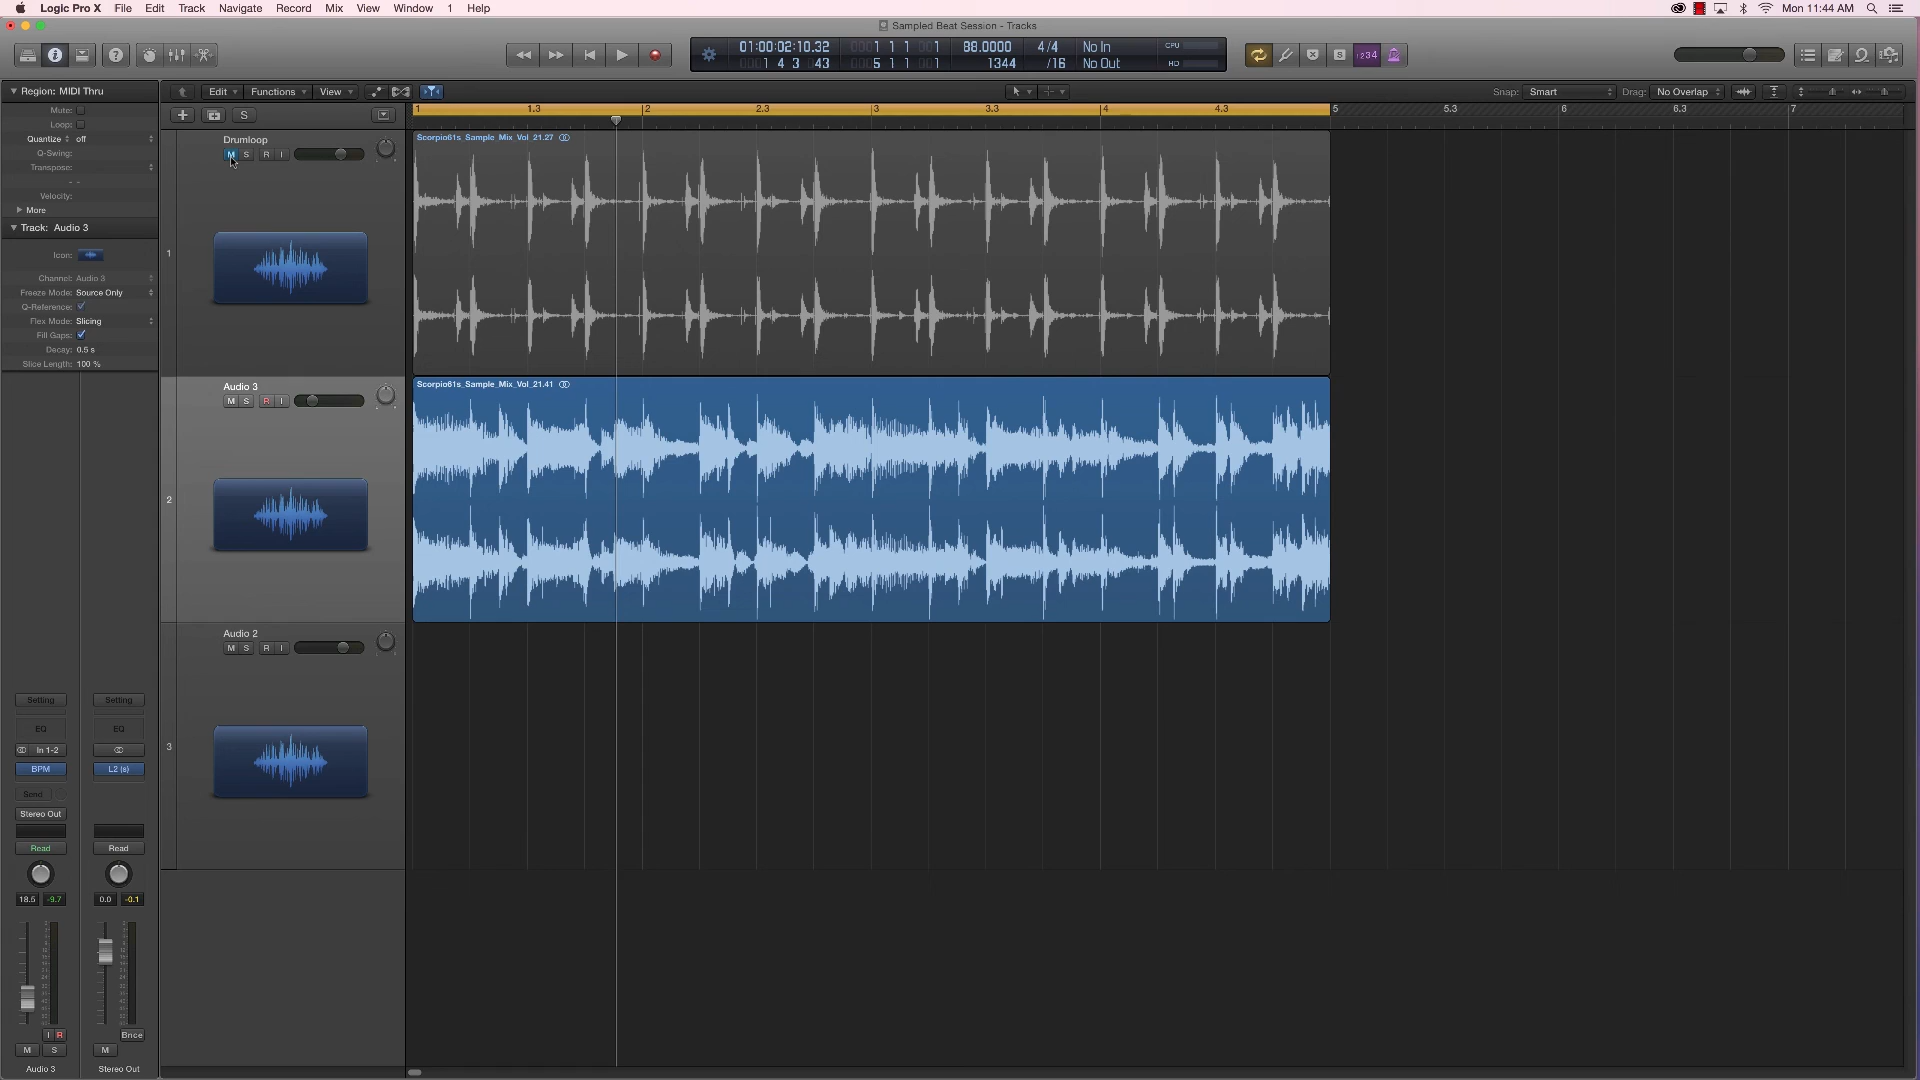 Logic Pro X File Edit Track Navigate Record Mix View Window 1 Help
Mon 11:44 AM
Sampled Beat Session - Tracks
01:00:02:10.32 1 1 1 1 88.0000 4/4 No In CPU
1 4 3 43 5 1 1 1 1344 /16 No Out HD
1234
Region: MIDI Thru
Edit Functions View
Snap: Smart Drag: No Overlap
Mute:
Loop:
Quantize off
Q-Swing:
Transpose:
Velocity:
More
Track: Audio 3
Icon:
Channel: Audio 3
Freeze Mode: Source Only
Q-Reference:
Flex Mode: Slicing
Fill Gaps:
Decay: 0.5 s
Slice Length: 100 %
S
1 1.3 2 2.3 3 3.3 4 4.3 5 5.3 6 6.3 7
Drumloop
M S R I
1
Scorpio61s_Sample_Mix_Vol_21.27
Audio 3
M S R I
2
Scorpio61s_Sample_Mix_Vol_21.41
Audio 2
M S R I
3
Setting Setting
EQ EQ
In 1-2
BPM L2 (s)
Send
Stereo Out
Read Read
18.5 -9.7 0.0 -0.1
I R Bnce
M S M
Audio 3 Stereo Out